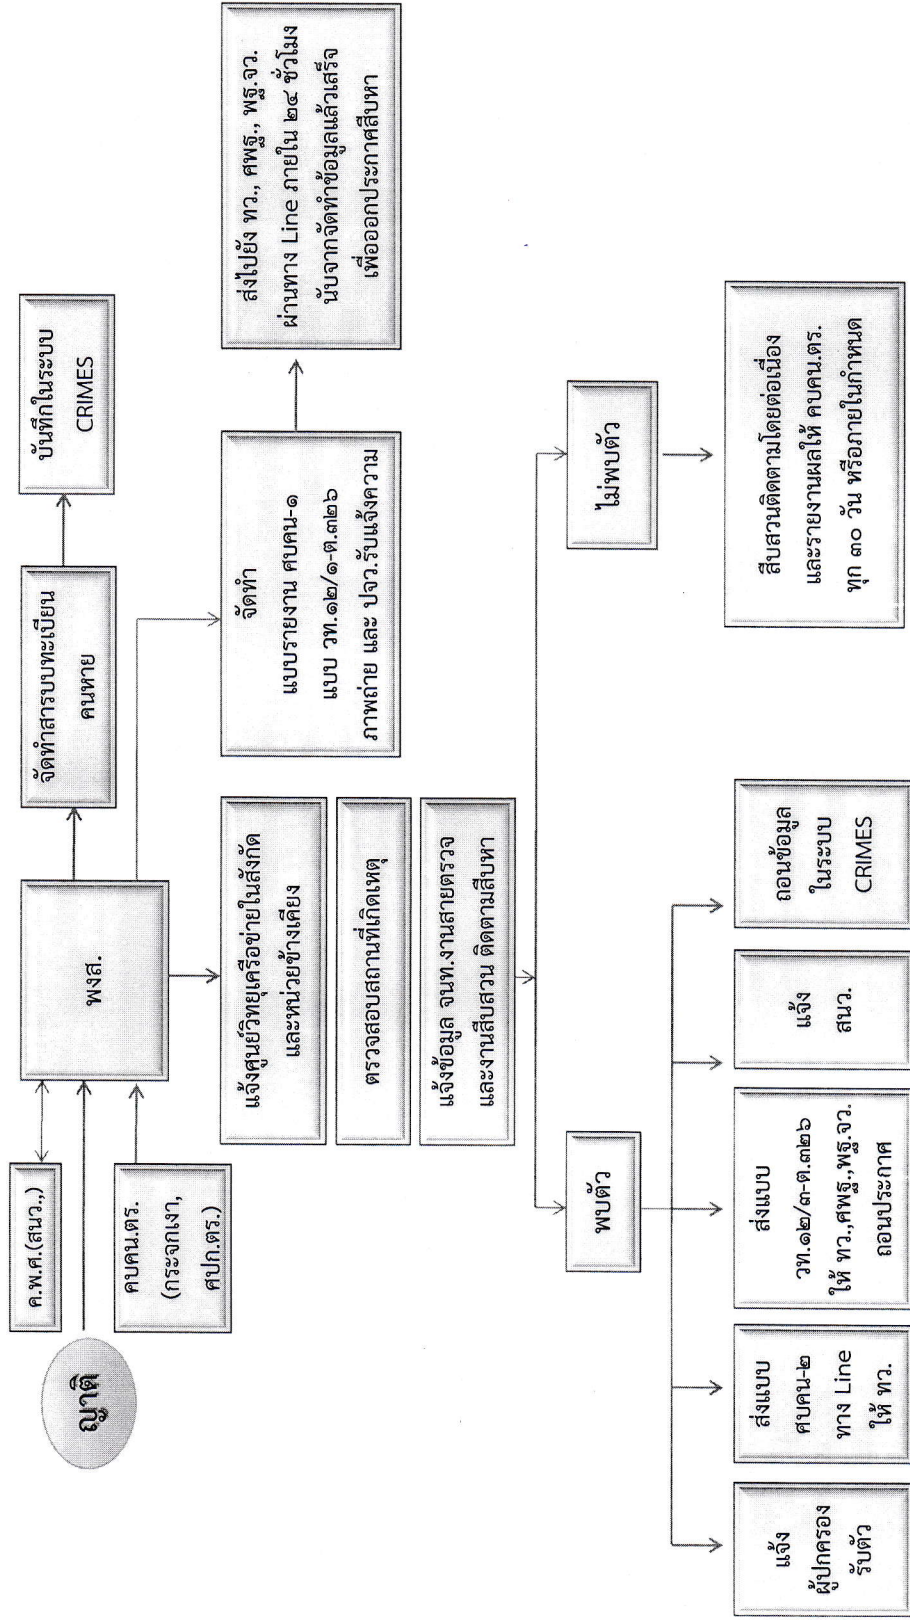 ค.พ.ศ.(สนว.,)
ญาติ
คบคน.ตร.
(กระจกเงา,
ศปก.ตร.)
พงส.
จัดทำสารบบทะเบียน
คนหาย
บันทึกในระบบ
CRIMES
จัดทำ
แบบรายงาน ศบคน-๑
แบบ วท.๑๒/๑-ต.๓๒๖
ภาพถ่าย และ ปจว.รับแจ้งความ
ส่งไปยัง ทว., ศพฐ., พฐ.จว.
ผ่านทาง Line ภายใน ๒๔ ชั่วโมง
นับจากจัดทำข้อมูลแล้วเสร็จ
เพื่อออกประกาศสืบหา
แจ้งศูนย์วิทยุเครือข่ายในสังกัด
และหน่วยข้างเคียง
ตรวจสอบสถานที่เกิดเหตุ
แจ้งข้อมูล จนท.งานสายตรวจ
และงานสืบสวน ติดตามสืบหา
พบตัว
ไม่พบตัว
แจ้ง
ผู้ปกครอง
รับตัว
ส่งแบบ
ศบคน-๒
ทาง Line
ให้ ทว.
ส่งแบบ
วท.๑๒/๓-ต.๓๒๖
ให้ ทว.,ศพฐ.,พฐ.จว.
ถอนประกาศ
แจ้ง
สนว.
ถอนข้อมูล
ในระบบ
CRIMES
สืบสวนติดตามโดยต่อเนื่อง
และรายงานผลให้ คบคน.ตร.
ทุก ๓๐ วัน หรือภายในกำหนด